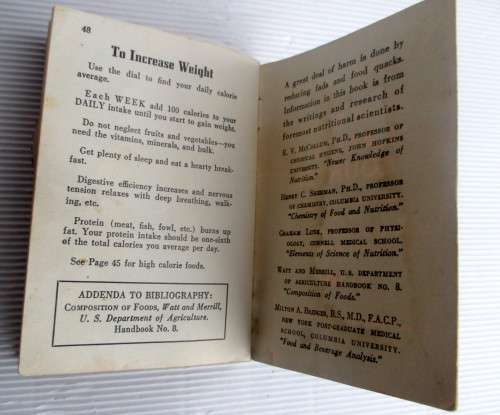 48
To Increase Weight
Use the dial to find your daily calorie
average.
Each WEEK add 100 calories to your
DAILY intake until you start to gain weight.
Do not neglect fruits and vegetables—you
need the vitamins, minerals, and bulk.
Get plenty of sleep and eat a hearty break-
fast.
Digestive efficiency increases and nervous
tension relaxes with deep breathing, walk-
ing, etc.
Protein (meat, fish, fowl, etc.) burns up
fat. Your protein intake should be one-sixth
of the total calories you average per day.
See Page 45 for high calorie foods.
ADDENDA TO BIBLIOGRAPHY:
COMPOSITION OF FOODS, Watt and Merrill,
U. S. Department of Agriculture.
Handbook No. 8.
A great deal of harm is done by
reducing fads and food quacks.
Information in this book is from
the writings and research of
foremost nutritional scientists.
E. V. MCCALLUM, PH.D., PROFESSOR OF
CHEMICAL HYGIENE, JOHN HOPKINS
UNIVERSITY. "Newer Knowledge of
Nutrition."
HENRY C. SHERMAN, PH.D., PROFESSOR
OF CHEMISTRY, COLUMBIA UNIVERSITY.
"Chemistry of Food and Nutrition."
GRAHAM LUSK, PROFESSOR OF PHYSI-
OLOGY, CORNELL MEDICAL SCHOOL.
"Elements of Science of Nutrition."
WATT AND MERRILL, U.S. DEPARTMENT
OF AGRICULTURE HANDBOOK NO. 8.
"Composition of Foods."
MILTON A. BRIDGES, B.S., M.D., F.A.C.P.,
NEW YORK POST-GRADUATE MEDICAL
SCHOOL, COLUMBIA UNIVERSITY.
"Food and Beverage Analysis."